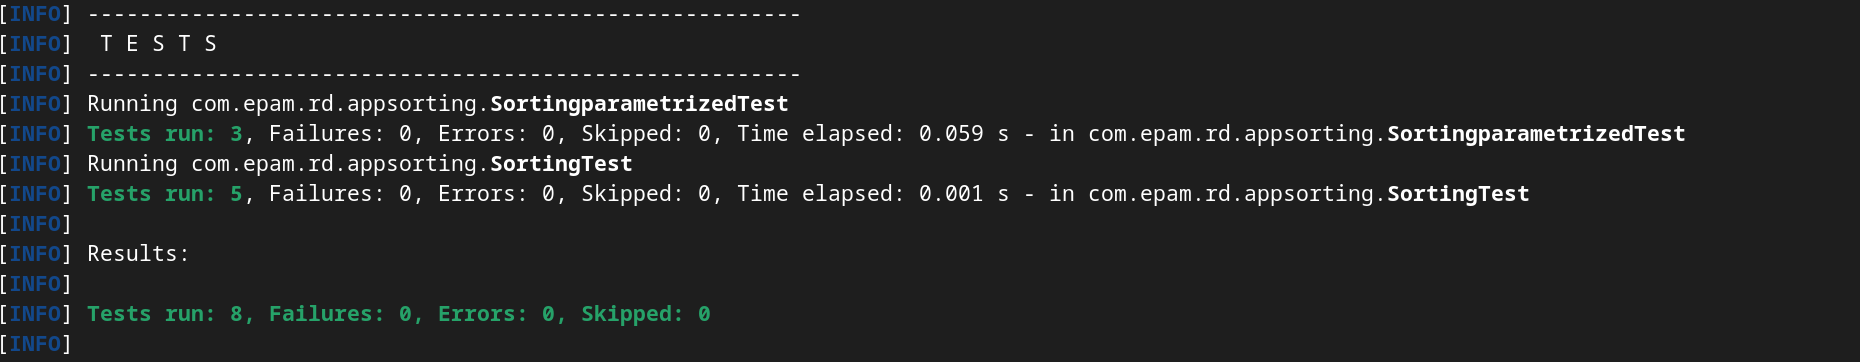 [INFO] -------------------------------------------------------
[INFO]  T E S T S
[INFO] -------------------------------------------------------
[INFO] Running com.epam.rd.appsorting.SortingparametrizedTest
[INFO] Tests run: 3, Failures: 0, Errors: 0, Skipped: 0, Time elapsed: 0.059 s - in com.epam.rd.appsorting.SortingparametrizedTest
[INFO] Running com.epam.rd.appsorting.SortingTest
[INFO] Tests run: 5, Failures: 0, Errors: 0, Skipped: 0, Time elapsed: 0.001 s - in com.epam.rd.appsorting.SortingTest
[INFO]
[INFO] Results:
[INFO]
[INFO] Tests run: 8, Failures: 0, Errors: 0, Skipped: 0
[INFO]